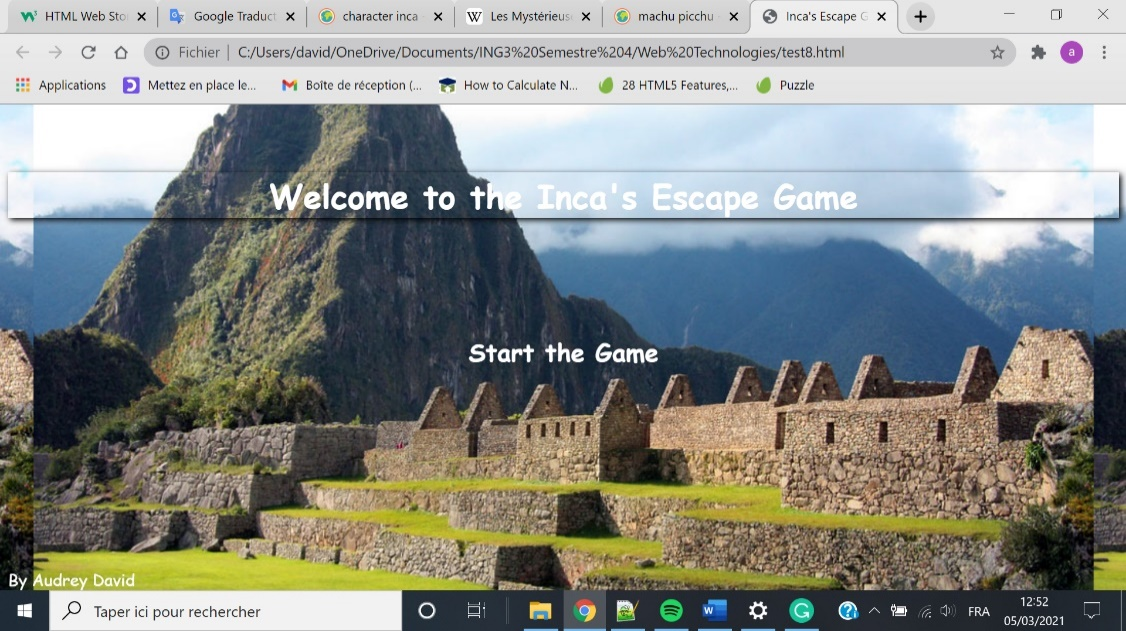 HTML Web Sto
Google Traduct
character inca
Les Mystérieus
machu picchu
Inca's Escape G
Fichier | C:/Users/david/OneDrive/Documents/ING3%20Semestre%204/Web%20Technologies/test8.html
a
Applications
Mettez en place le...
Boîte de réception (...
How to Calculate N...
28 HTML5 Features,...
Puzzle
Welcome to the Inca's Escape Game
Start the Game
By Audrey David
Taper ici pour rechercher
FRA
12:52
05/03/2021